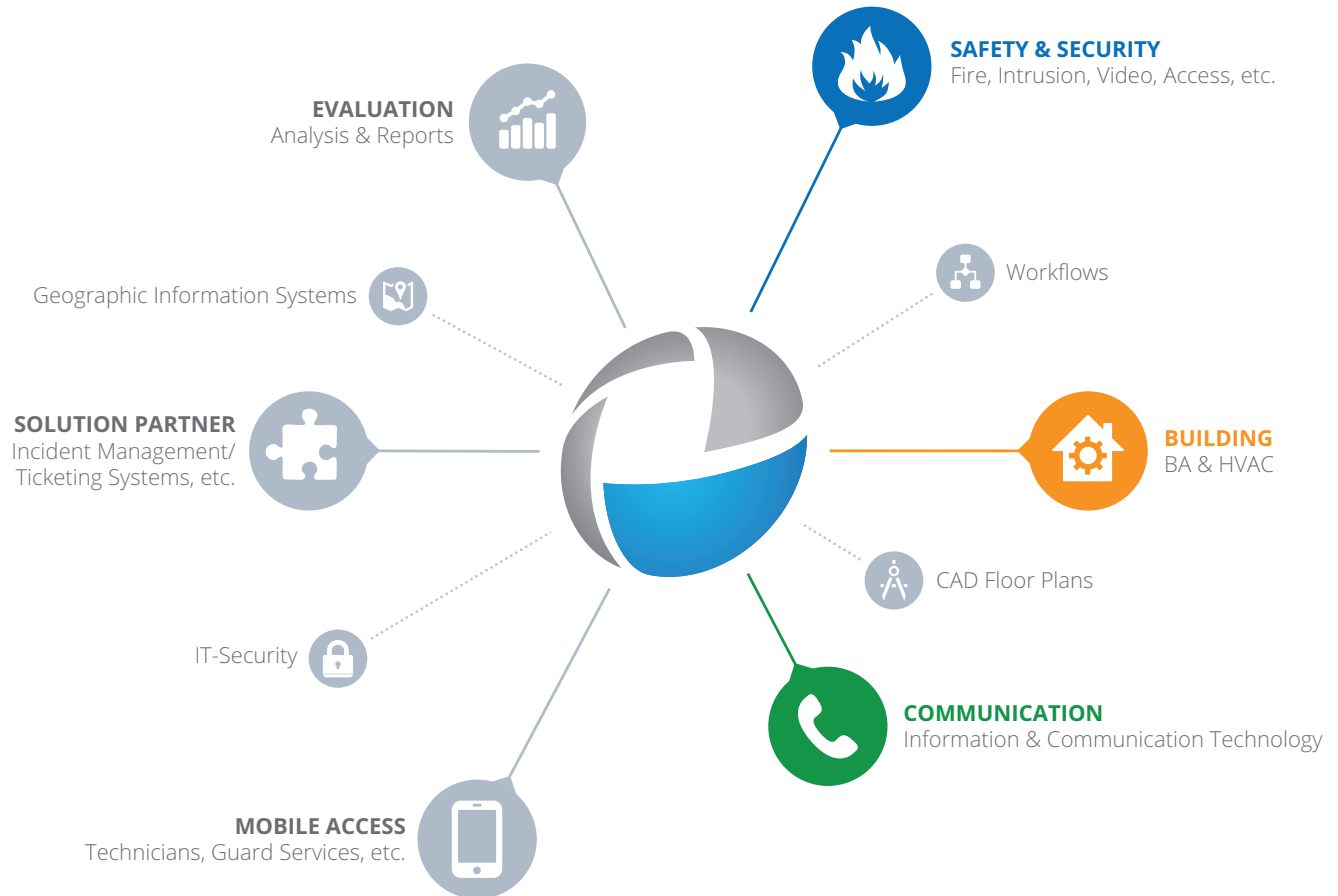 SAFETY & SECURITY
Fire, Intrusion, Video, Access, etc.
EVALUATION
Analysis & Reports
Workflows
Geographic Information Systems
SOLUTION PARTNER
Incident Management/
Ticketing Systems, etc.
BUILDING
BA & HVAC
CAD Floor Plans
IT-Security
COMMUNICATION
Information & Communication Technology
MOBILE ACCESS
Technicians, Guard Services, etc.